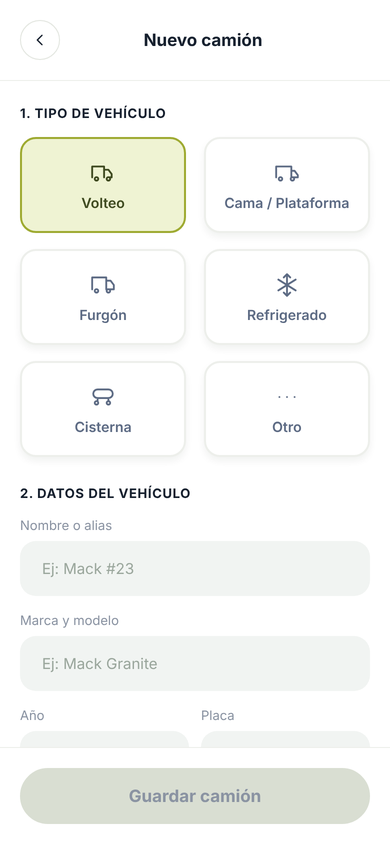 Nuevo camión
1. TIPO DE VEHÍCULO
Volteo
Cama / Plataforma
Furgón
Refrigerado
Cisterna
Otro
2. DATOS DEL VEHÍCULO
Nombre o alias
Ej: Mack #23
Marca y modelo
Ej: Mack Granite
Año
Placa
Guardar camión